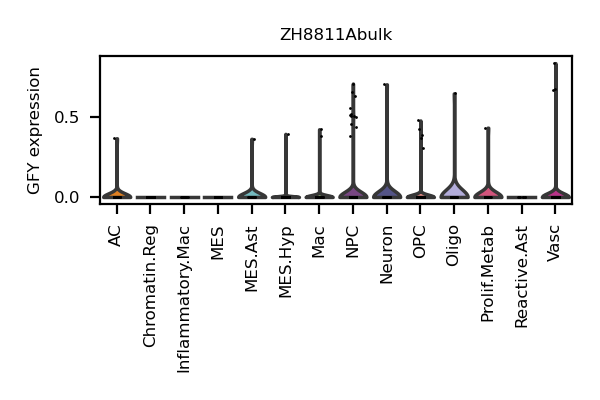 ZH8811Abulk
GFY expression
0.5
0.0
AC
Chromatin.Reg
Inflammatory.Mac
MES
MES.Ast
MES.Hyp
Mac
NPC
Neuron
OPC
Oligo
Prolif.Metab
Reactive.Ast
Vasc